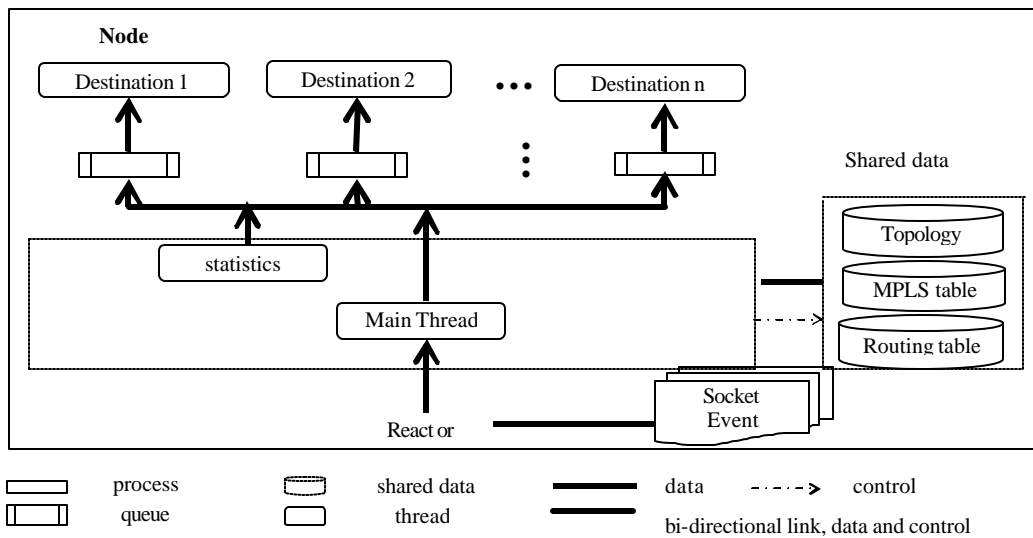 Node
Destination 1
Destination 2
Destination n
Shared data
Topology
MPLS table
Routing table
statistics
Main Thread
React or
Socket
Event
process
shared data
data
control
queue
thread
bi-directional link, data and control